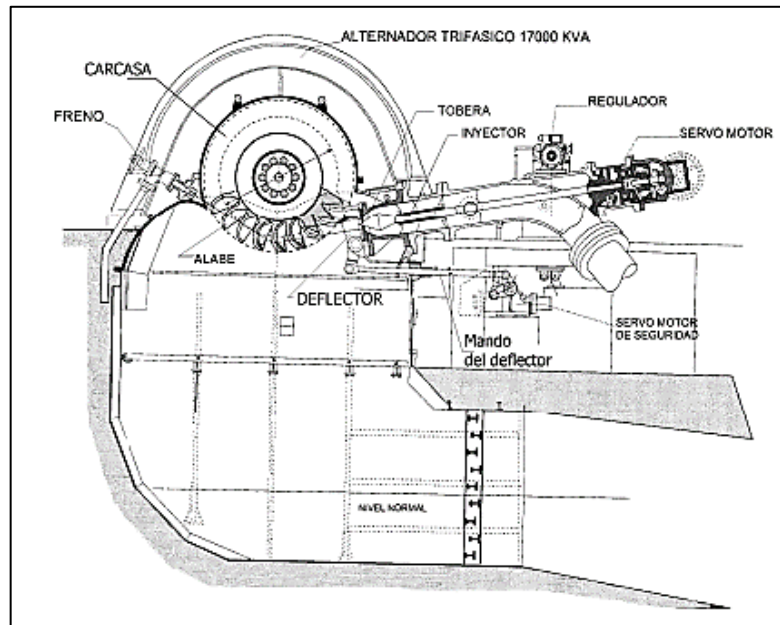 ALTERNADOR TRIFASICO 17000 KVA
CARCASA
FRENO
TOBERA
REGULADOR
INYECTOR
SERVO MOTOR
ALABE
DEFLECTOR
Mando
del deflector
SERVO MOTOR
DE SEGURIDAD
NIVEL NORMAL